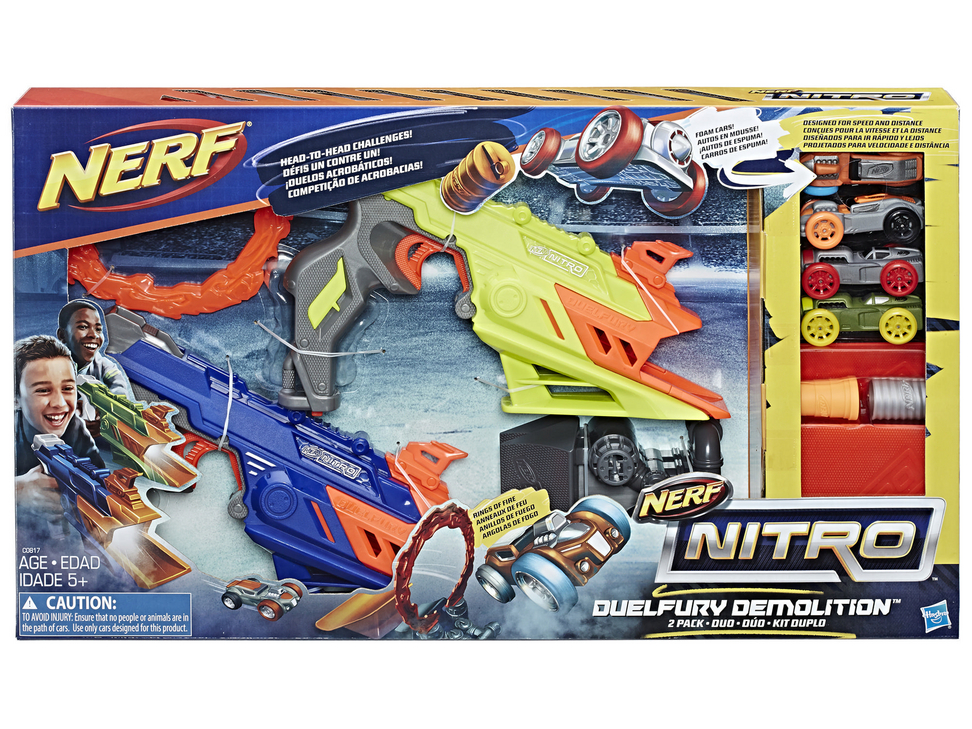 NITRO
NERF®
HEAD-TO-HEAD CHALLENGES!
DÉFIS UN CONTRE UN!
¡DUELOS ACROBÁTICOS!
COMPETIÇÃO DE ACROBACIAS!
FOAM CARS!
AUTOS EN MOUSSE!
¡AUTOS DE ESPUMA!
CARROS DE ESPUMA!
DESIGNED FOR SPEED AND DISTANCE
CONÇUES POUR LA VITESSE ET LA DISTANCE
DISEÑADOS PARA IR RÁPIDO Y LEJOS
PROJETADOS PARA VELOCIDADE E DISTÂNCIA
NITRO
DUELFURY
NITRO
RINGS OF FIRE
ANNEAUX DE FEU
ANILLOS DE FUEGO
ARGOLAS DE FOGO
NERF
NITRO™
DUELFURY DEMOLITION™
2 PACK • DUO • DÚO • KIT DUPLO
Hasbro
C0817
AGE • EDAD
IDADE 5+
CAUTION:
TO AVOID INJURY: Ensure that no people or animals are in
the path of cars. Use only cars designed for this product.